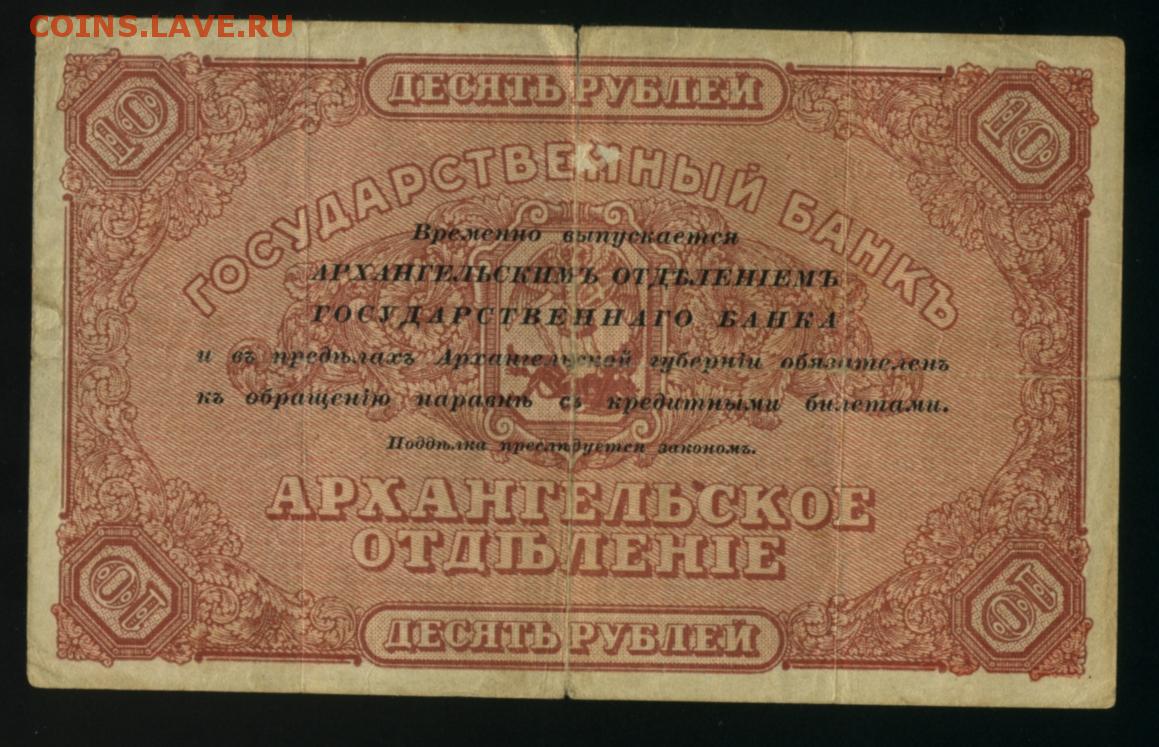 COINS.LAVE.RU
10 ДЕСЯТЬ РУБЛЕЙ 10
ГОСУДАРСТВЕННЫЙ БАНКЪ
Временно выпускается
АРХАНГЕЛЬСКИМЪ ОТДѢЛЕНІЕМЪ
ГОСУДАРСТВЕННАГО БАНКА
и въ предѣлахъ Архангельской губерніи обязателенъ
къ обращенію наравнѣ съ кредитными билетами.
Поддѣлка преслѣдуется закономъ.
АРХАНГЕЛЬСКОЕ
ОТДѢЛЕНІЕ
10 ДЕСЯТЬ РУБЛЕЙ 10